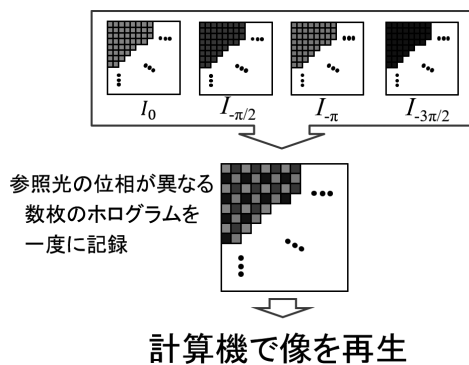 I0 I-π/2 I-π I-3π/2
参照光の位相が異なる
数枚のホログラムを
一度に記録
計算機で像を再生